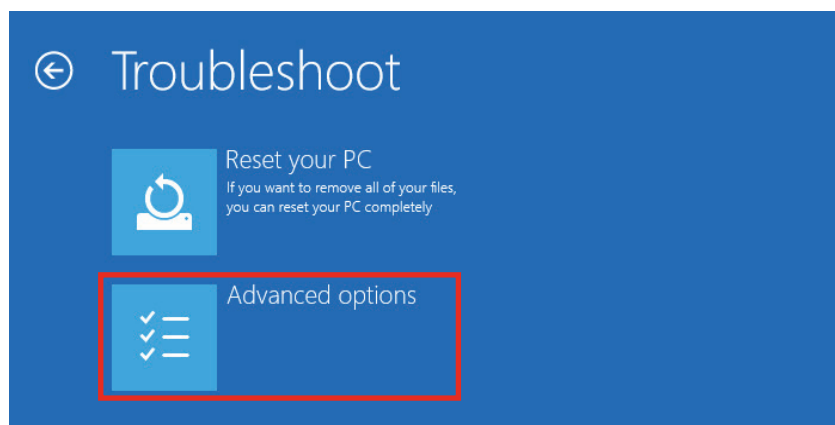 Troubleshoot
Reset your PC
If you want to remove all of your files,
you can reset your PC completely
Advanced options